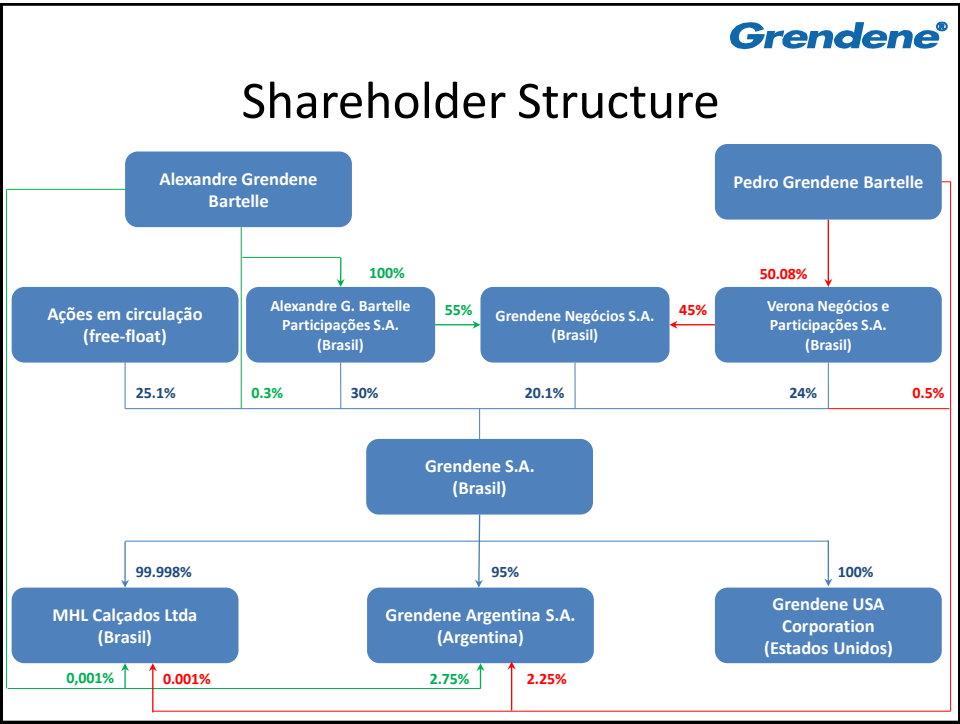 Grendene®
Shareholder Structure
Alexandre Grendene
Bartelle
Pedro Grendene Bartelle
100%
50.08%
Ações em circulação
(free-float)
Alexandre G. Bartelle
Participações S.A.
(Brasil)
55%
Grendene Negócios S.A.
(Brasil)
45%
Verona Negócios e
Participações S.A.
(Brasil)
25.1%
0.3%
30%
20.1%
24%
0.5%
Grendene S.A.
(Brasil)
99.998%
95%
100%
MHL Calçados Ltda
(Brasil)
Grendene Argentina S.A.
(Argentina)
Grendene USA
Corporation
(Estados Unidos)
0,001%
0.001%
2.75%
2.25%